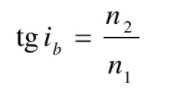 tg i_b = n_2 / n_1